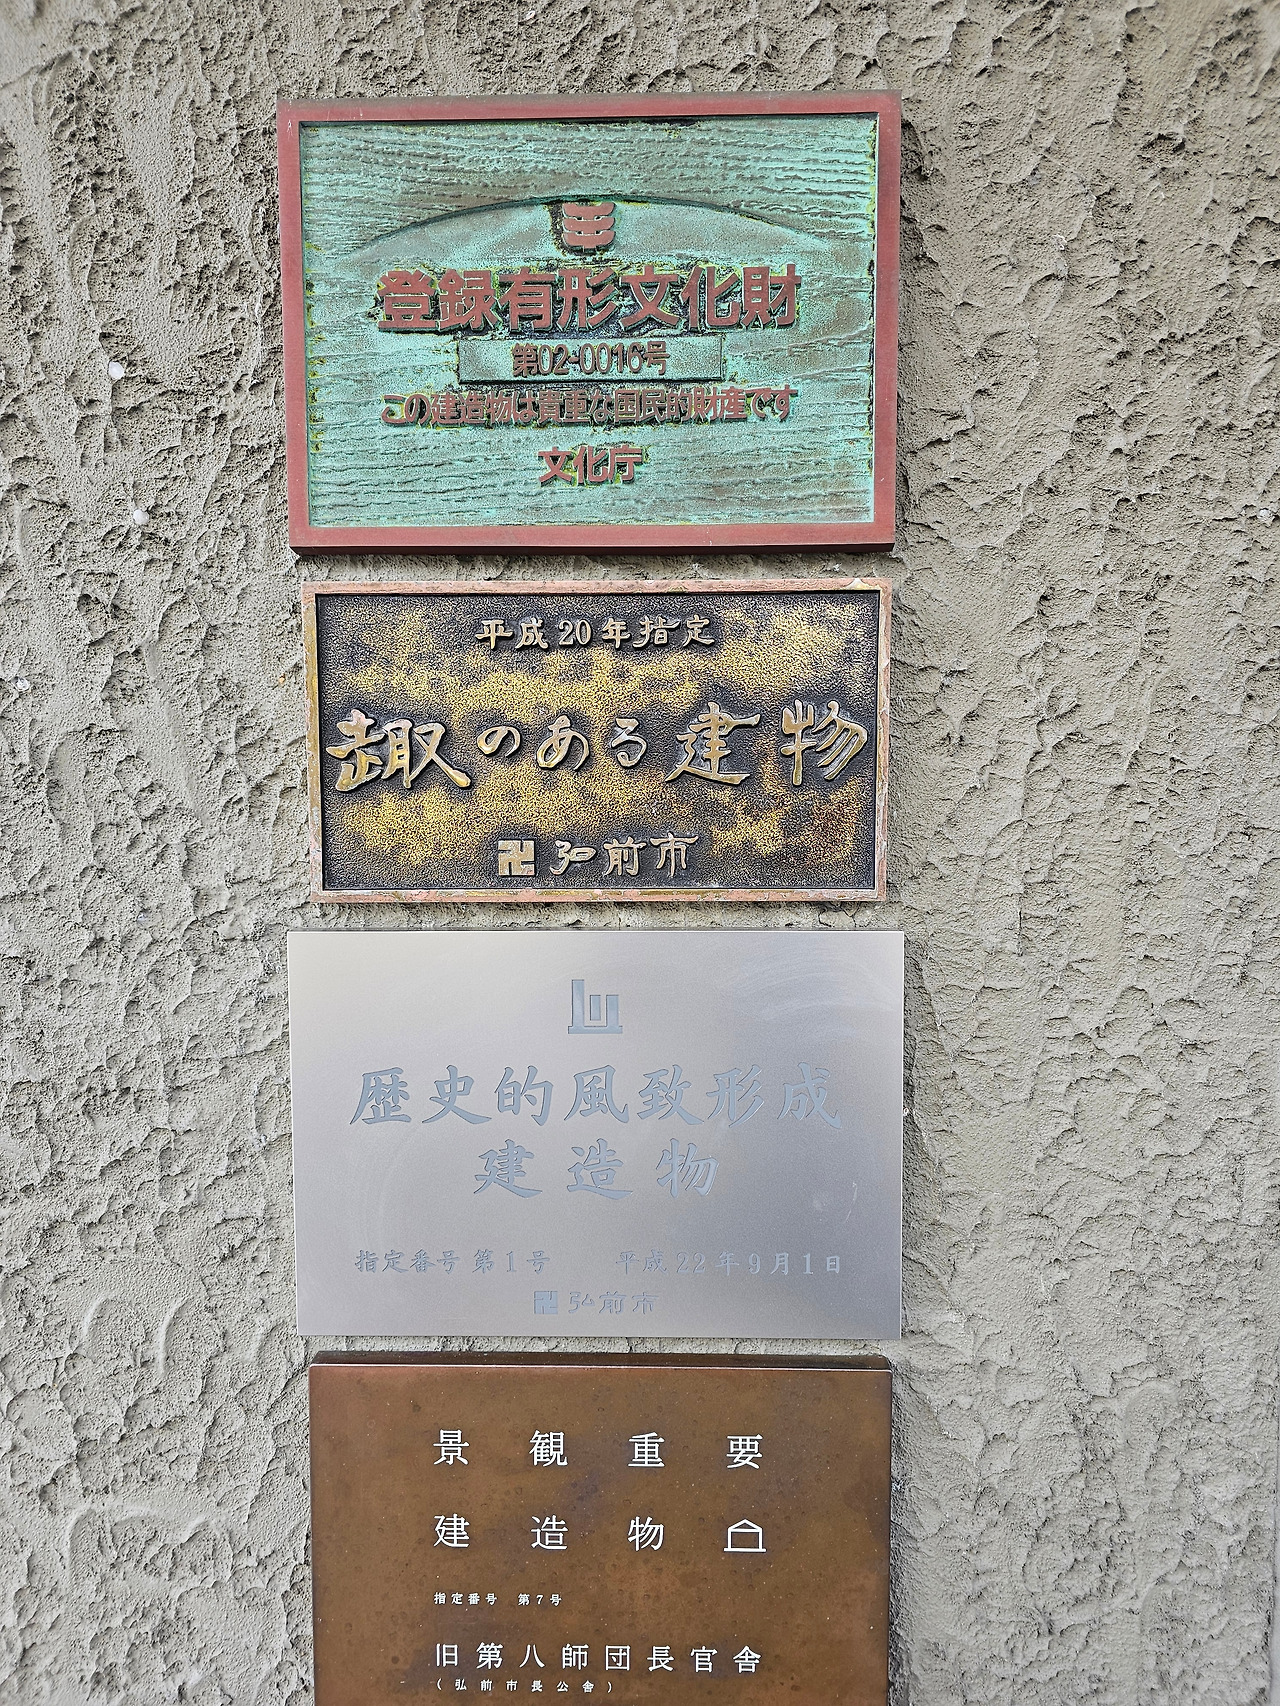 登録有形文化財
第02-0016号
この建造物は貴重な国民的財産です
文化庁
平成20年指定
趣のある建物
卍 弘前市
歴史的風致形成
建造物
指定番号 第1号 平成22年9月1日
卍 弘前市
景観重要
建造物
指定番号 第7号
旧第八師団長官舎
(弘前市長公舎)